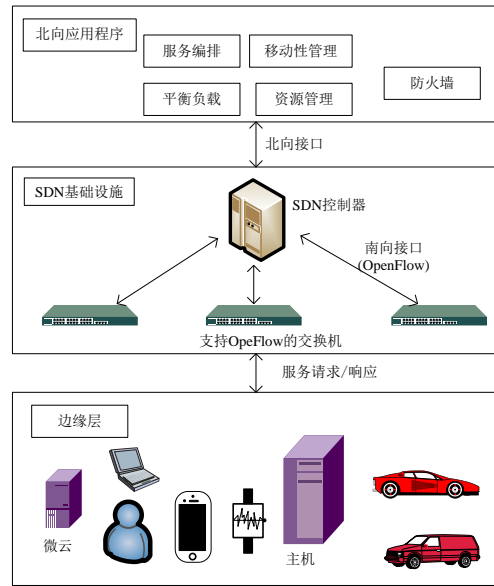 北向应用程序
服务编排
移动性管理
防火墙
平衡负载
资源管理
北向接口
SDN基础设施
SDN控制器
南向接口
(OpenFlow)
支持OpeFlow的交换机
服务请求/响应
边缘层
微云
主机